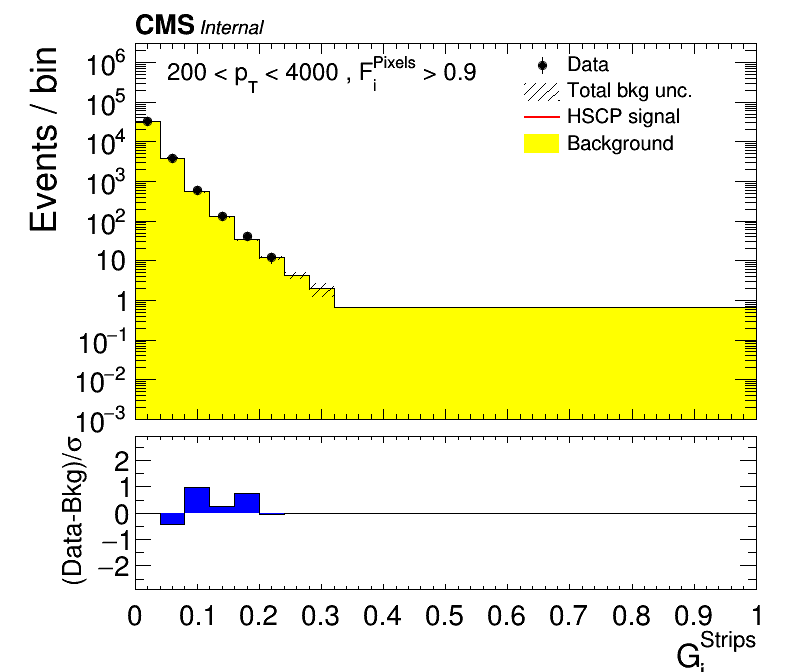 CMS Internal
200 < p_T < 4000 , F_i^Pixels > 0.9
Data
Total bkg unc.
HSCP signal
Background
Events / bin
10^6
10^5
10^4
10^3
10^2
10
1
10^−1
10^−2
10^−3
(Data-Bkg)/σ
2
1
0
−1
−2
0 0.1 0.2 0.3 0.4 0.5 0.6 0.7 0.8 0.9 1
G_i^Strips